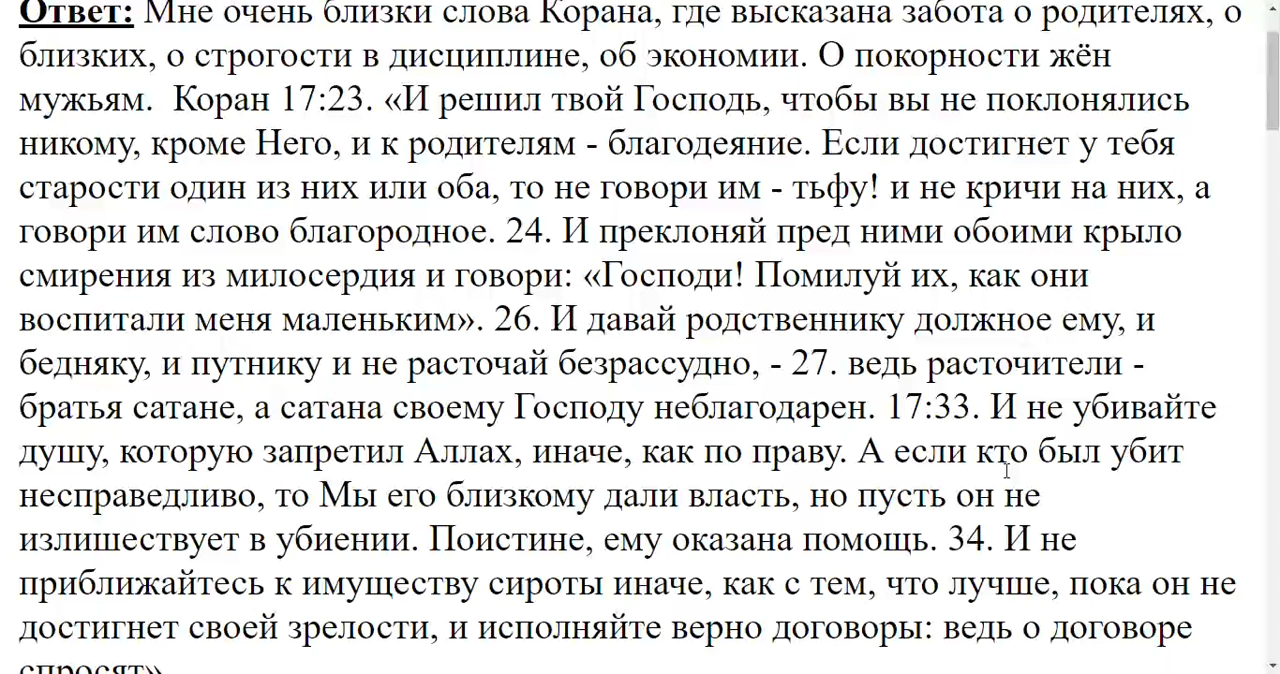 Ответ: Мне очень близки слова Корана, где высказана забота о родителях, о
близких, о строгости в дисциплине, об экономии. О покорности жён
мужьям.  Коран 17:23. «И решил твой Господь, чтобы вы не поклонялись
никому, кроме Него, и к родителям - благодеяние. Если достигнет у тебя
старости один из них или оба, то не говори им - тьфу! и не кричи на них, а
говори им слово благородное. 24. И преклоняй пред ними обоими крыло
смирения из милосердия и говори: «Господи! Помилуй их, как они
воспитали меня маленьким». 26. И давай родственнику должное ему, и
бедняку, и путнику и не расточай безрассудно, - 27. ведь расточители -
братья сатане, а сатана своему Господу неблагодарен. 17:33. И не убивайте
душу, которую запретил Аллах, иначе, как по праву. А если кто был убит
несправедливо, то Мы его близкому дали власть, но пусть он не
излишествует в убиении. Поистине, ему оказана помощь. 34. И не
приближайтесь к имуществу сироты иначе, как с тем, что лучше, пока он не
достигнет своей зрелости, и исполняйте верно договоры: ведь о договоре
спросят»